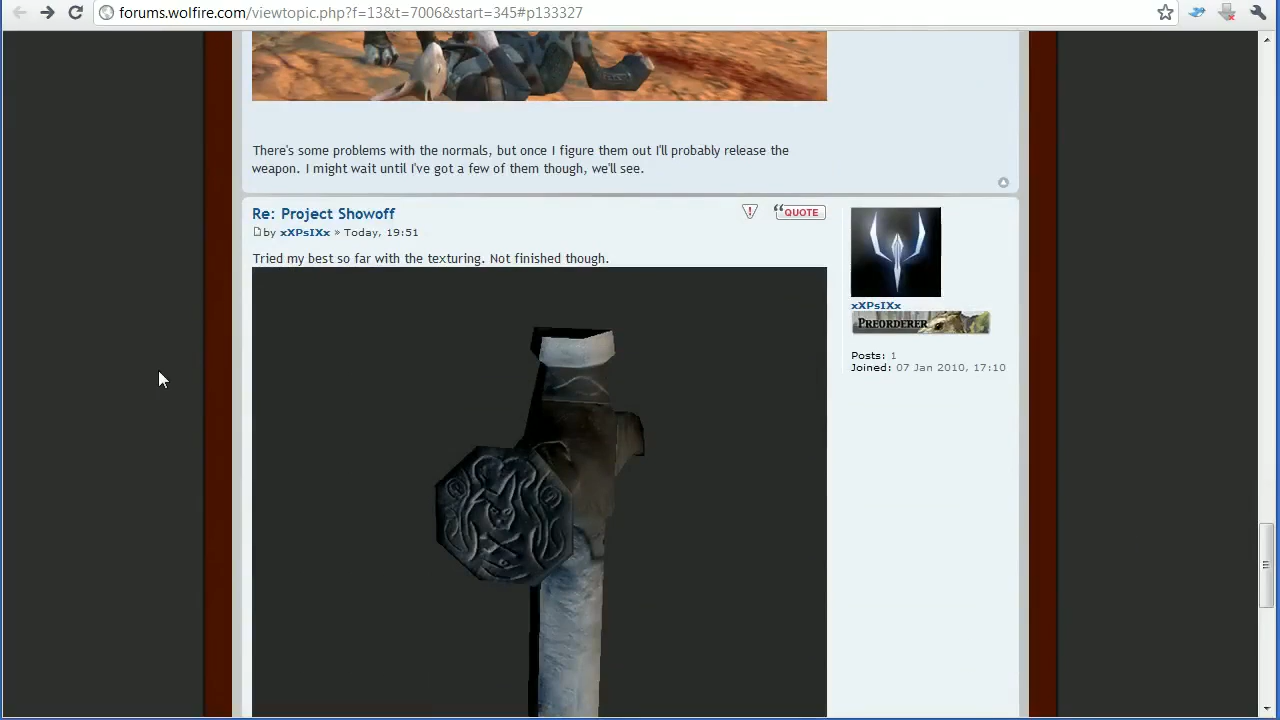 forums.wolfire.com/viewtopic.php?f=13&t=7006&start=345#p133327
There's some problems with the normals, but once I figure them out I'll probably release the
weapon. I might wait until I've got a few of them though, we'll see.
Re: Project Showoff
QUOTE
by xXPsIXx » Today, 19:51
Tried my best so far with the texturing. Not finished though.
xXPsIXx
PREORDERER
Posts: 1
Joined: 07 Jan 2010, 17:10